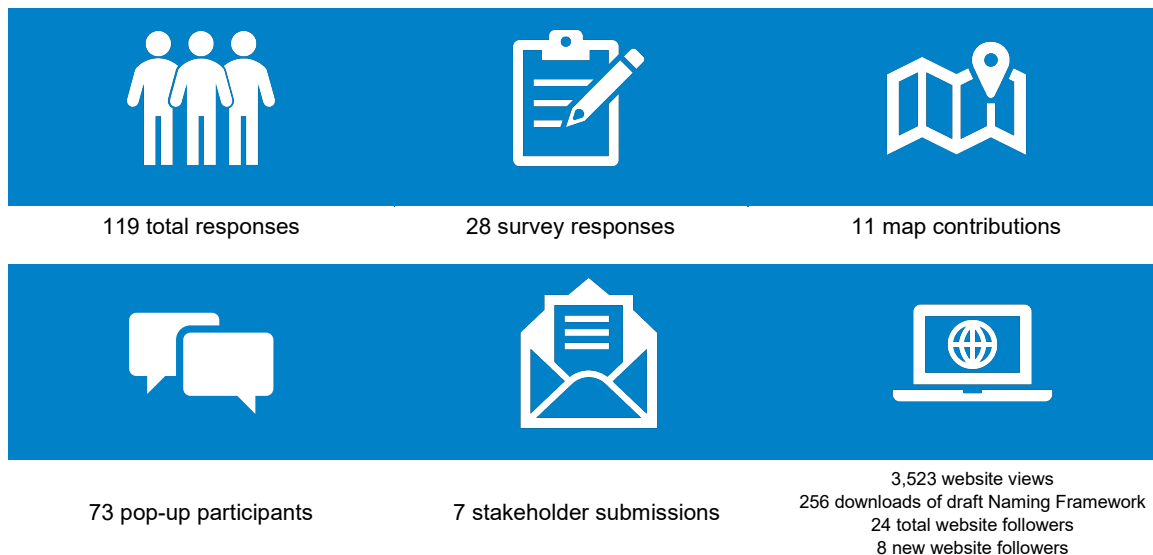 119 total responses
28 survey responses
11 map contributions
73 pop-up participants
7 stakeholder submissions
3,523 website views
256 downloads of draft Naming Framework
24 total website followers
8 new website followers